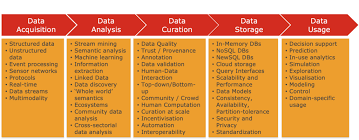 Data Acquisition
• Structured data
• Unstructured data
• Event processing
• Sensor networks
• Protocols
• Real-time
• Data streams
• Multimodality
Data Analysis
• Stream mining
• Semantic analysis
• Machine learning
• Information extraction
• Linked Data
• Data discovery
• 'Whole world' semantics
• Ecosystems
• Community data analysis
• Cross-sectorial data analysis
Data Curation
• Data Quality
• Trust / Provenance
• Annotation
• Data validation
• Human-Data Interaction
• Top-down/Bottom-up
• Community / Crowd
• Human Computation
• Curation at scale
• Incentivisation
• Automation
• Interoperability
Data Storage
• In-Memory DBs
• NoSQL DBs
• NewSQL DBs
• Cloud storage
• Query Interfaces
• Scalability and Performance
• Data Models
• Consistency, Availability, Partition-tolerance
• Security and Privacy
• Standardization
Data Usage
• Decision support
• Prediction
• In-use analytics
• Simulation
• Exploration
• Visualisation
• Modeling
• Control
• Domain-specific usage